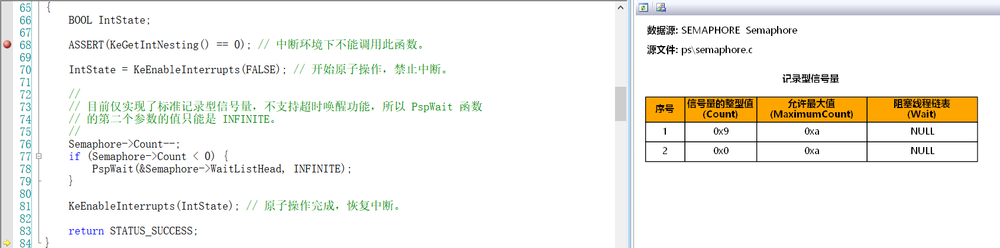 65 {
66 BOOL IntState;
67
68 ASSERT(KeGetIntNesting() == 0); // 中断环境下不能调用此函数。
69
70 IntState = KeEnableInterrupts(FALSE); // 开始原子操作，禁止中断。
71
72 //
73 // 目前仅实现了标准记录型信号量，不支持超时唤醒功能，所以 PspWait 函数
74 // 的第二个参数的值只能是 INFINITE。
75 //
76 Semaphore->Count--;
77 if (Semaphore->Count < 0) {
78 PspWait(&Semaphore->WaitListHead, INFINITE);
79 }
80
81 KeEnableInterrupts(IntState); // 原子操作完成，恢复中断。
82
83 return STATUS_SUCCESS;
84 }
数据源: SEMAPHORE Semaphore
源文件: ps\semaphore.c
记录型信号量
序号 信号量的整型值 (Count) 允许最大值 (MaximumCount) 阻塞线程链表 (Wait)
1 0x9 0xa NULL
2 0x0 0xa NULL